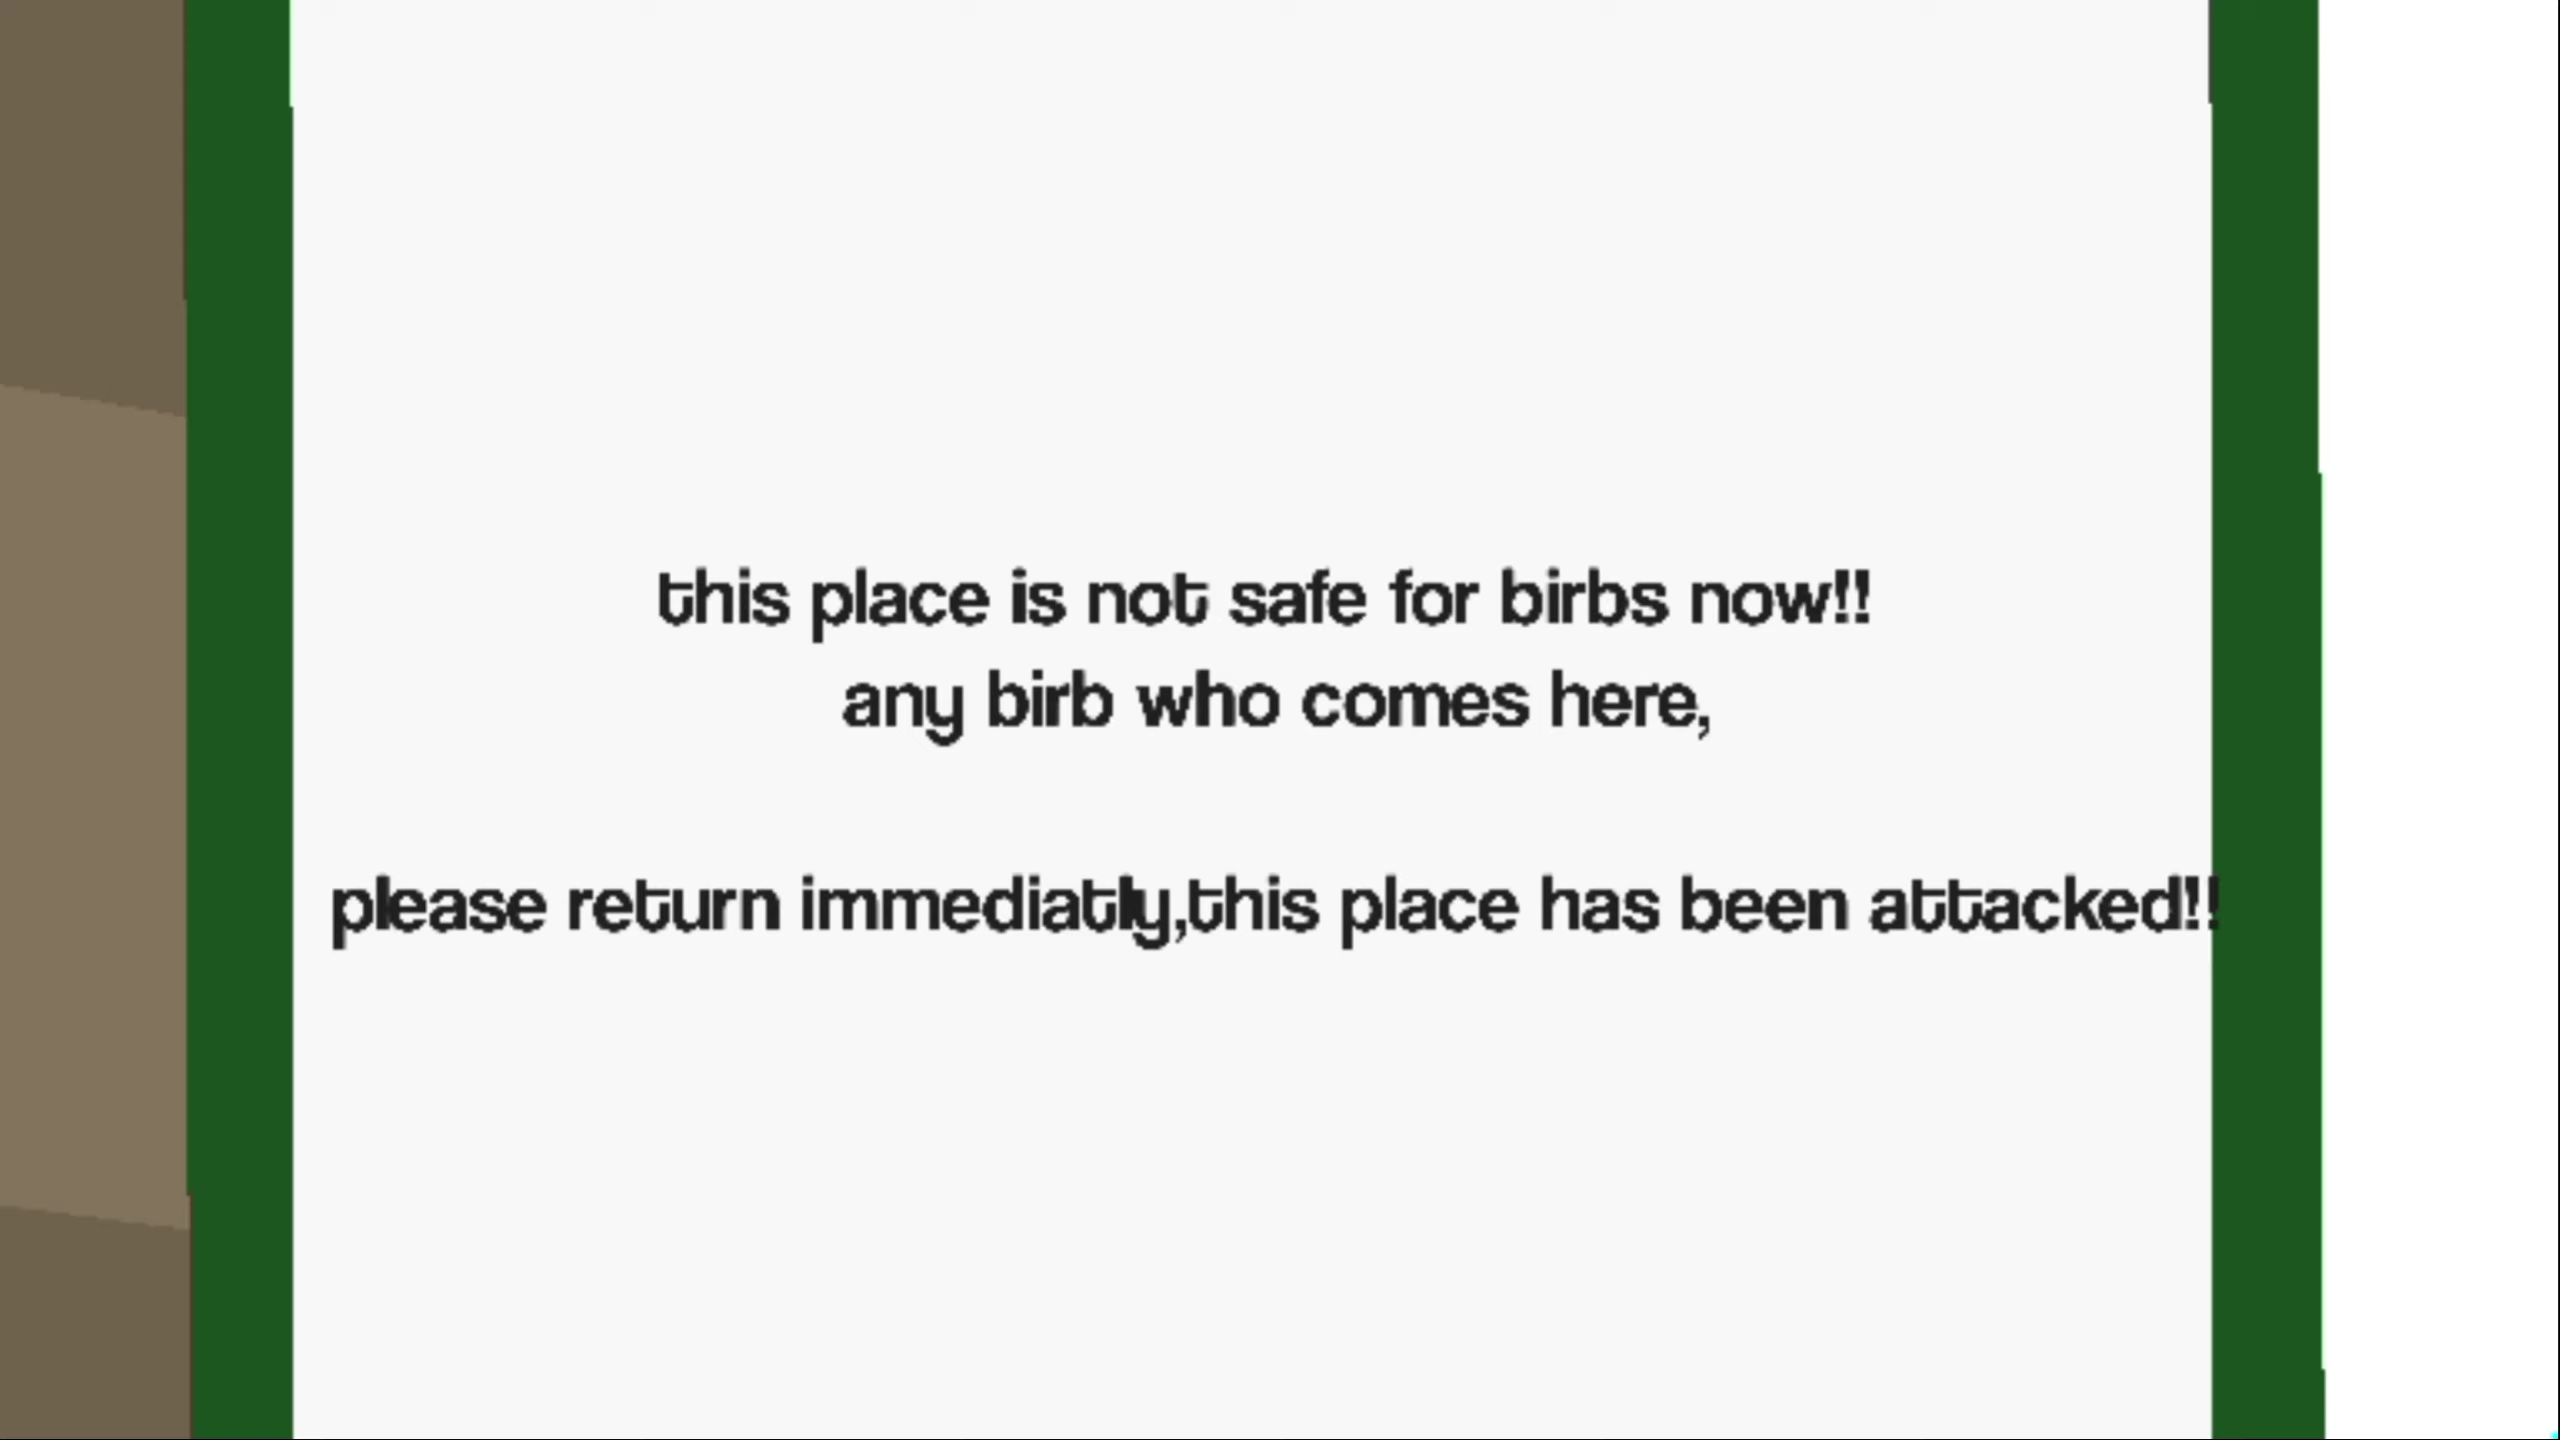 this place is not safe for birbs now!!
any birb who comes here,
please return immediatly,this place has been attacked!!